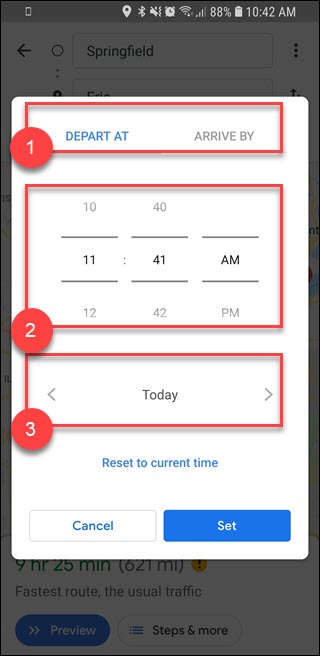 88% 10:42 AM
Springfield
Erie
1
DEPART AT ARRIVE BY
10 40
11 : 41 AM
12 42 PM
2
< Today >
3
Reset to current time
Cancel Set
9 hr 25 min (621 mi)
Fastest route, the usual traffic
Preview Steps & more